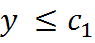 y ≤ c₁